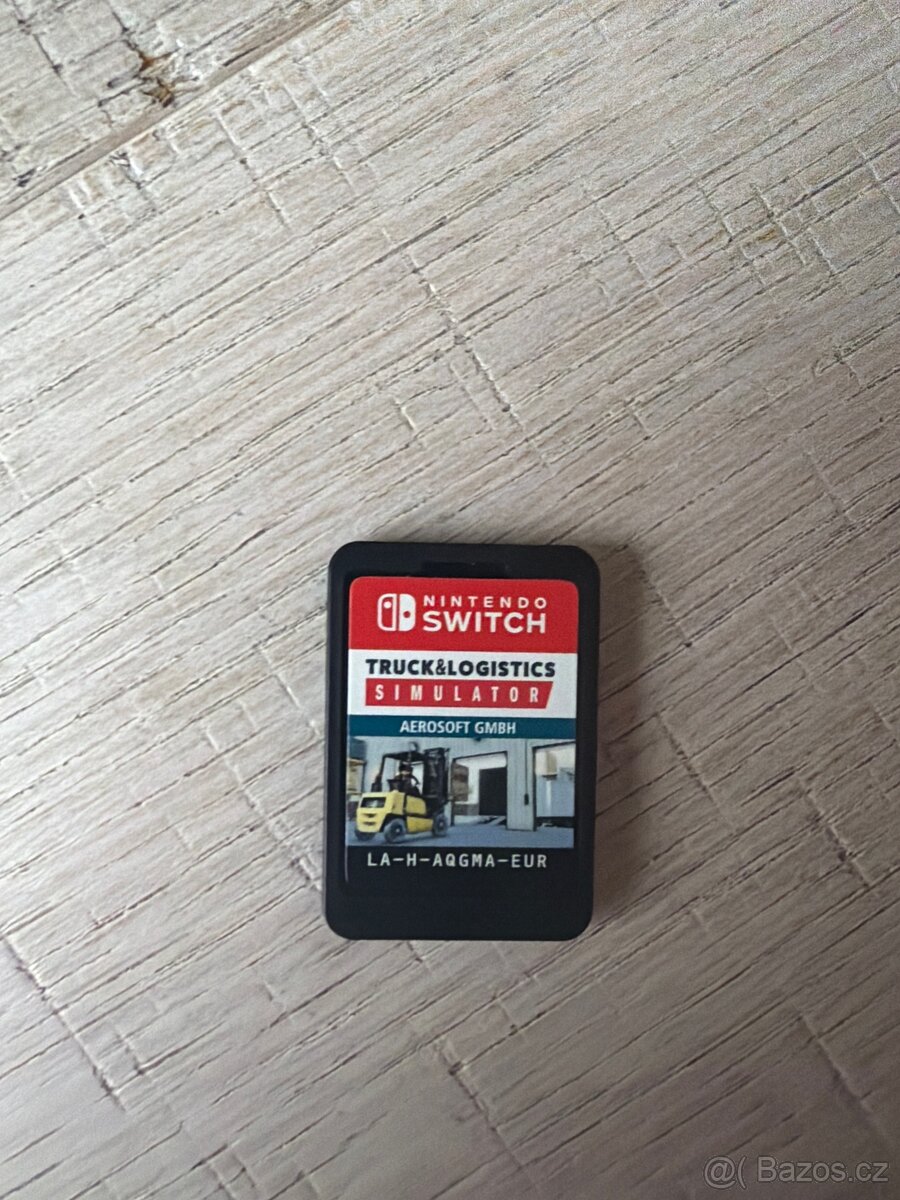 NINTENDO
SWITCH
TRUCK&LOGISTICS
SIMULATOR
AEROSOFT GMBH
LA-H-AQGMA-EUR
@( Bazos.cz